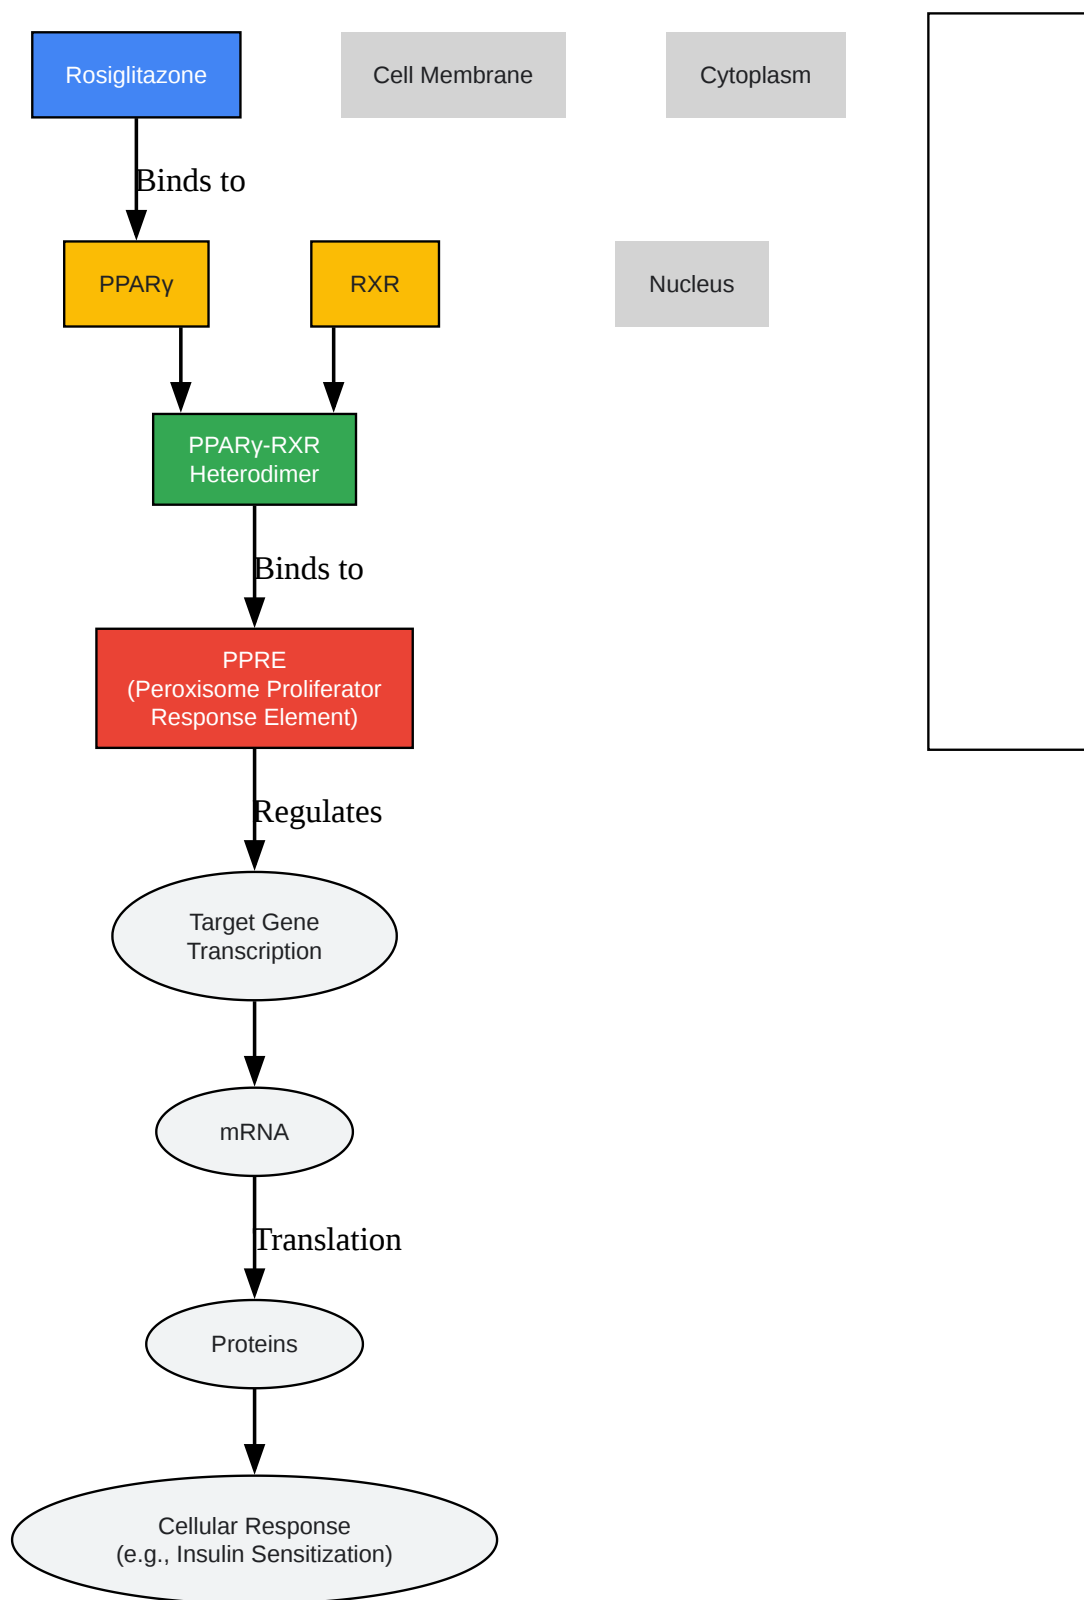 Rosiglitazone
Cell Membrane
Cytoplasm
Binds to
PPARγ
RXR
Nucleus
PPARγ-RXR
Heterodimer
Binds to
PPRE
(Peroxisome Proliferator
Response Element)
Regulates
Target Gene
Transcription
mRNA
Translation
Proteins
Cellular Response
(e.g., Insulin Sensitization)